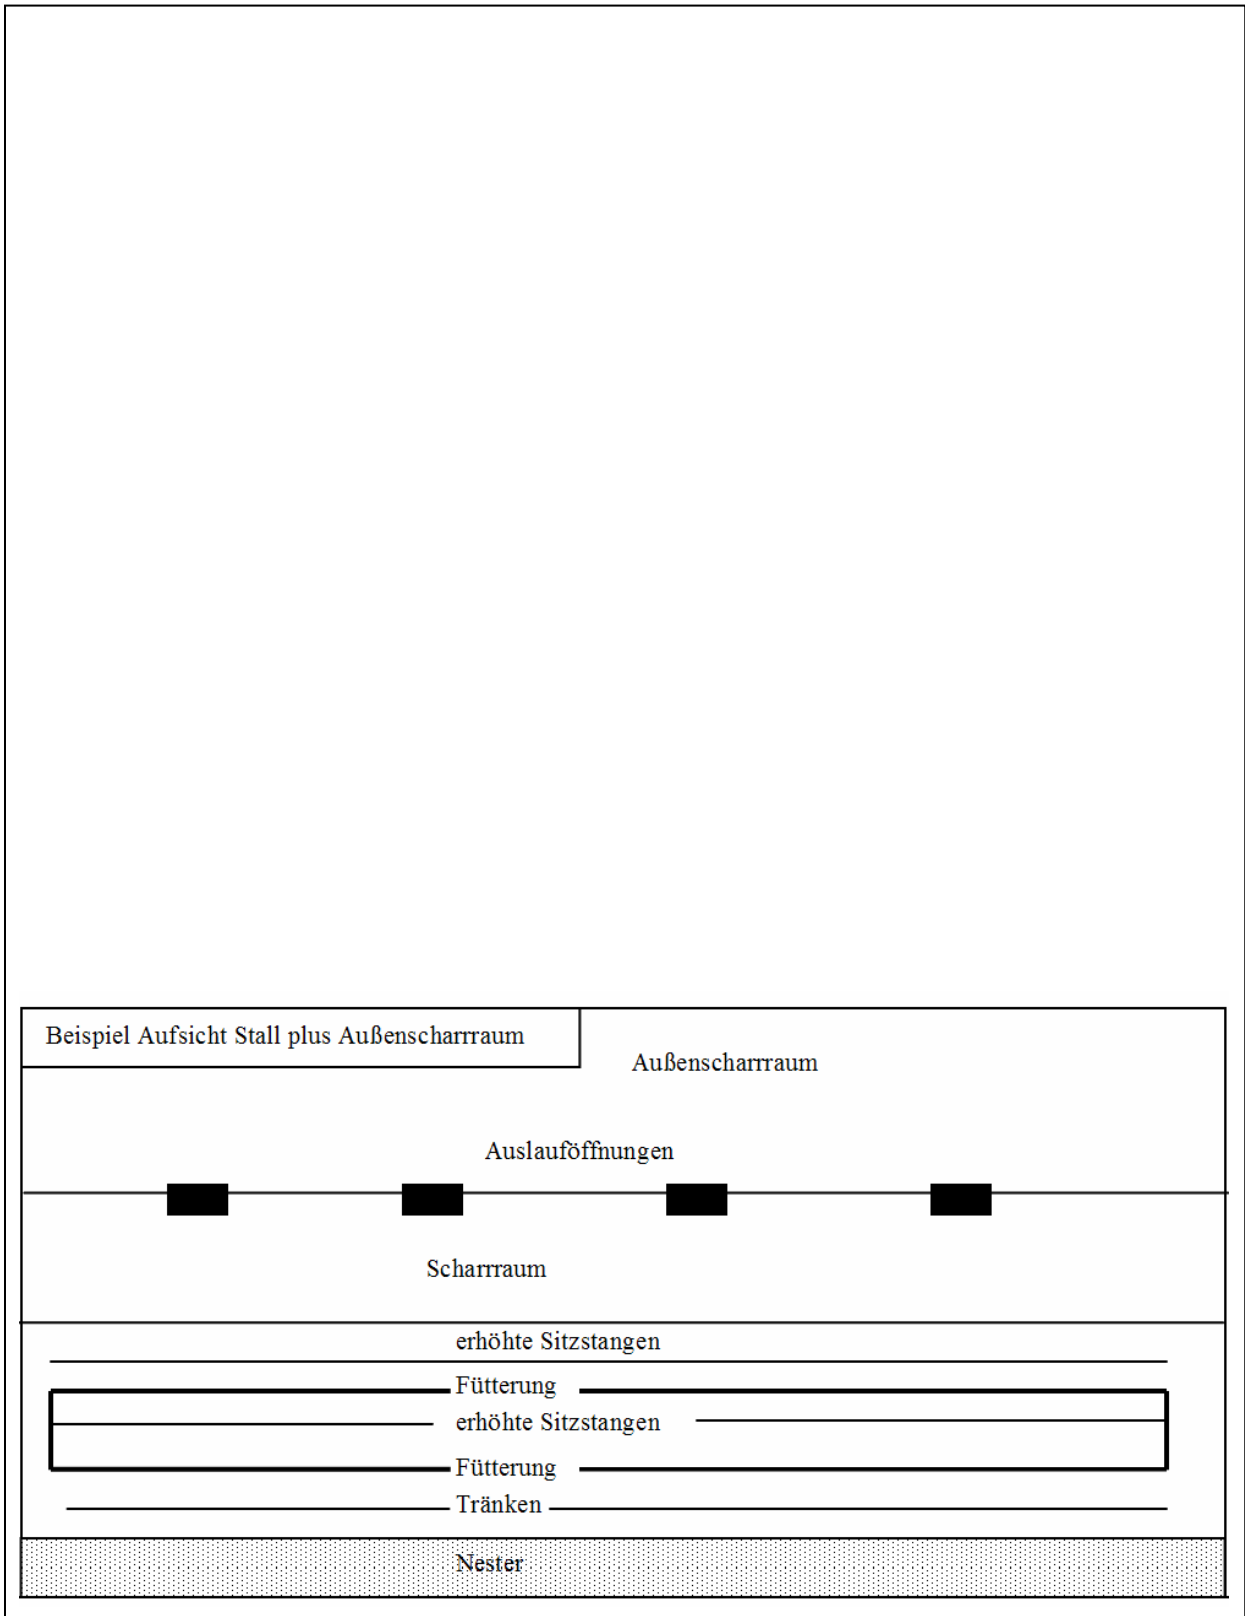 Beispiel Aufsicht Stall plus Außenscharrraum
Außenscharrraum
Auslauföffnungen
Scharrraum
erhöhte Sitzstangen
Fütterung
erhöhte Sitzstangen
Fütterung
Tränken
Nester